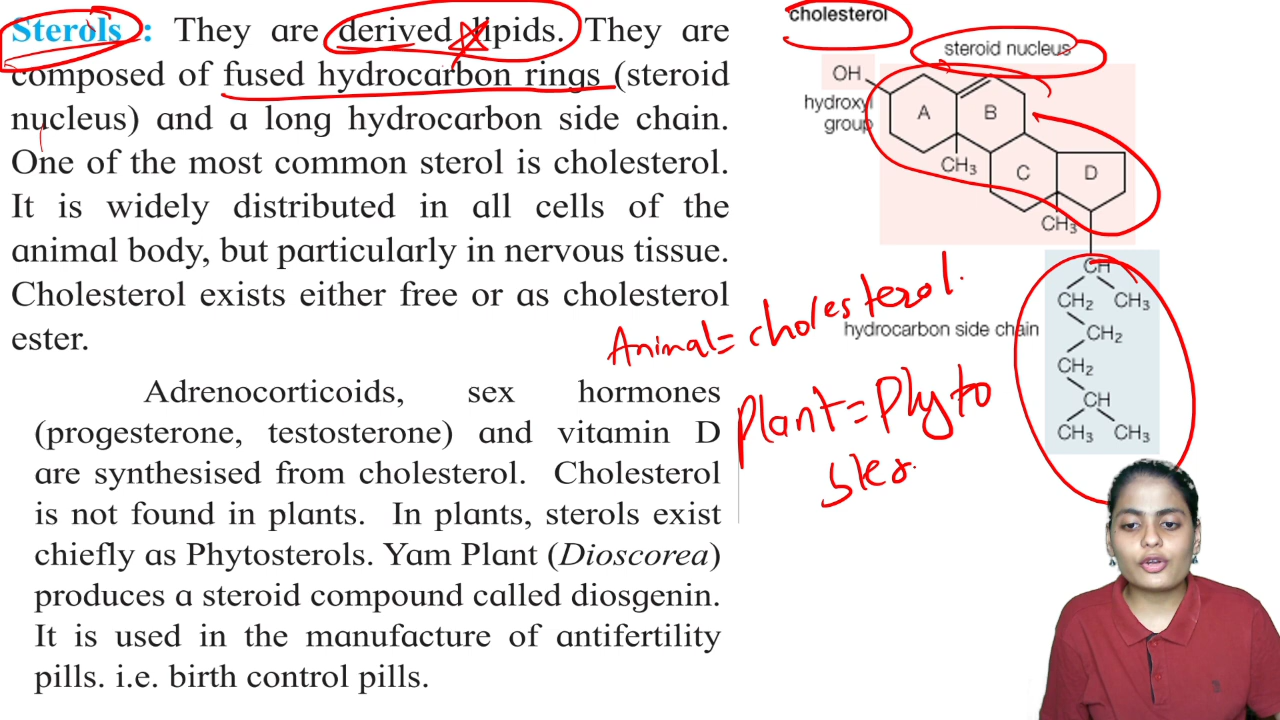 Sterols : They are derived lipids. They are
composed of fused hydrocarbon rings (steroid
nucleus) and a long hydrocarbon side chain.
One of the most common sterol is cholesterol.
It is widely distributed in all cells of the
animal body, but particularly in nervous tissue.
Cholesterol exists either free or as cholesterol
ester.
Adrenocorticoids, sex hormones
(progesterone, testosterone) and vitamin D
are synthesised from cholesterol. Cholesterol
is not found in plants. In plants, sterols exist
chiefly as Phytosterols. Yam Plant (Dioscorea)
produces a steroid compound called diosgenin.
It is used in the manufacture of antifertility
pills. i.e. birth control pills.
cholesterol
steroid nucleus
OH
hydroxyl
group
A
B
C
D
CH₃
CH₃
CH
CH₂ CH₃
hydrocarbon side chain
CH₂
CH₂
CH
CH₃ CH₃
Animal = cholesterol.
Plant = Phyto
ster